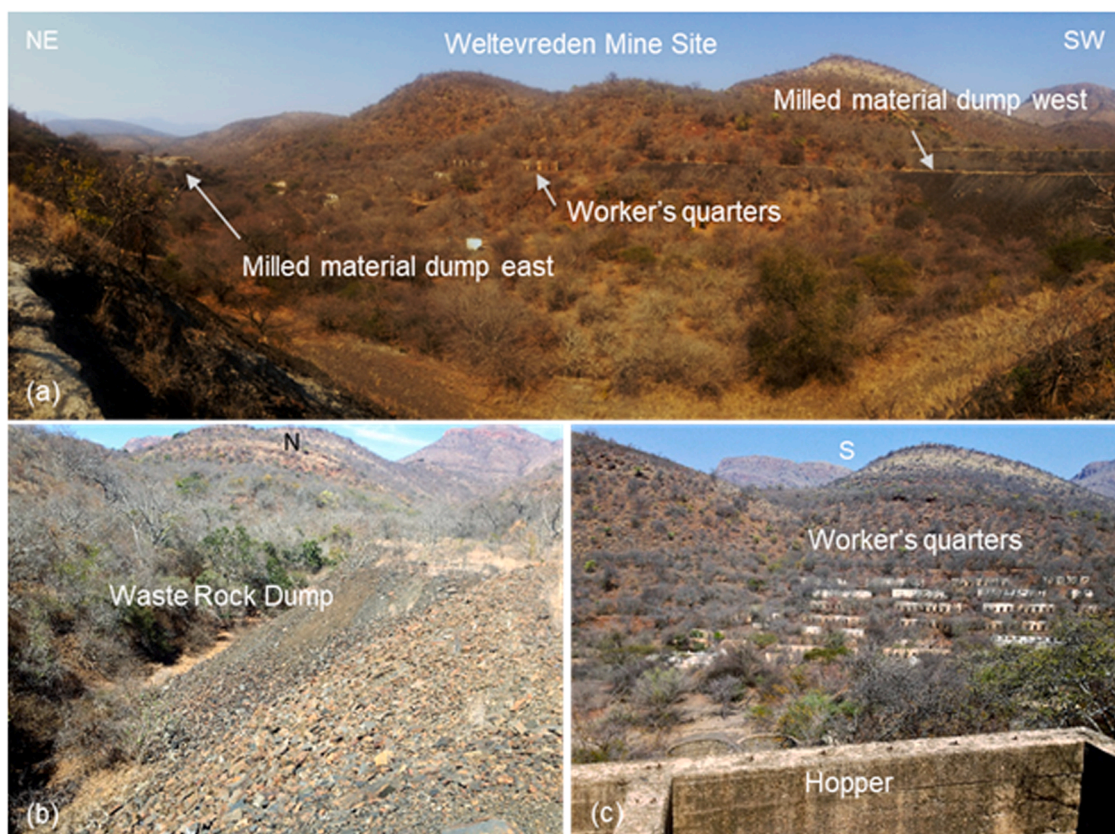 NE
Weltevreden Mine Site
SW
Milled material dump west
Worker's quarters
Milled material dump east
(a)
N
Waste Rock Dump
(b)
S
Worker's quarters
Hopper
(c)